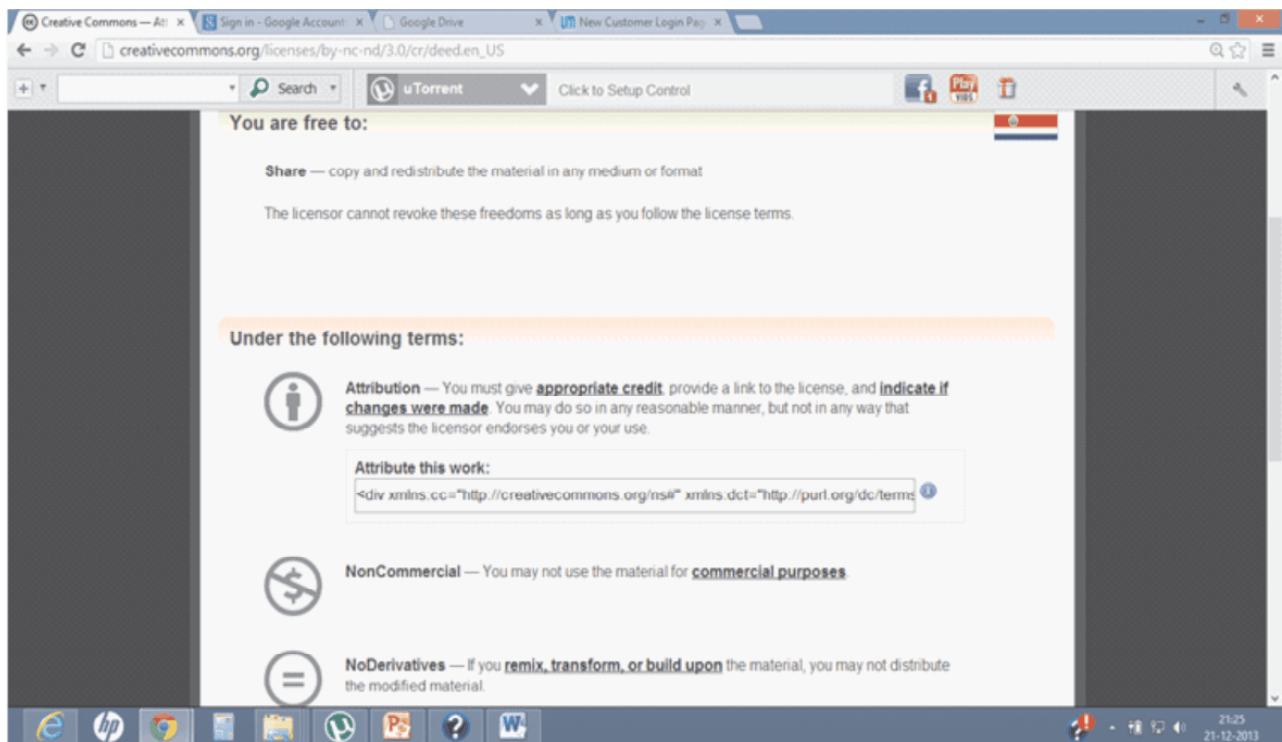 Creative Commons — Att
Sign in - Google Account
Google Drive
New Customer Login Pag
creativecommons.org/licenses/by-nc-nd/3.0/cr/deed.en_US
Search
µTorrent
Click to Setup Control
Play
VIDS
You are free to:
Share — copy and redistribute the material in any medium or format
The licensor cannot revoke these freedoms as long as you follow the license terms.
Under the following terms:
Attribution — You must give appropriate credit, provide a link to the license, and indicate if
changes were made. You may do so in any reasonable manner, but not in any way that
suggests the licensor endorses you or your use.
Attribute this work:
<div xmlns:cc="http://creativecommons.org/ns#" xmlns:dct="http://purl.org/dc/terms
NonCommercial — You may not use the material for commercial purposes.
NoDerivatives — If you remix, transform, or build upon the material, you may not distribute
the modified material.
hp
21:25
21-12-2013